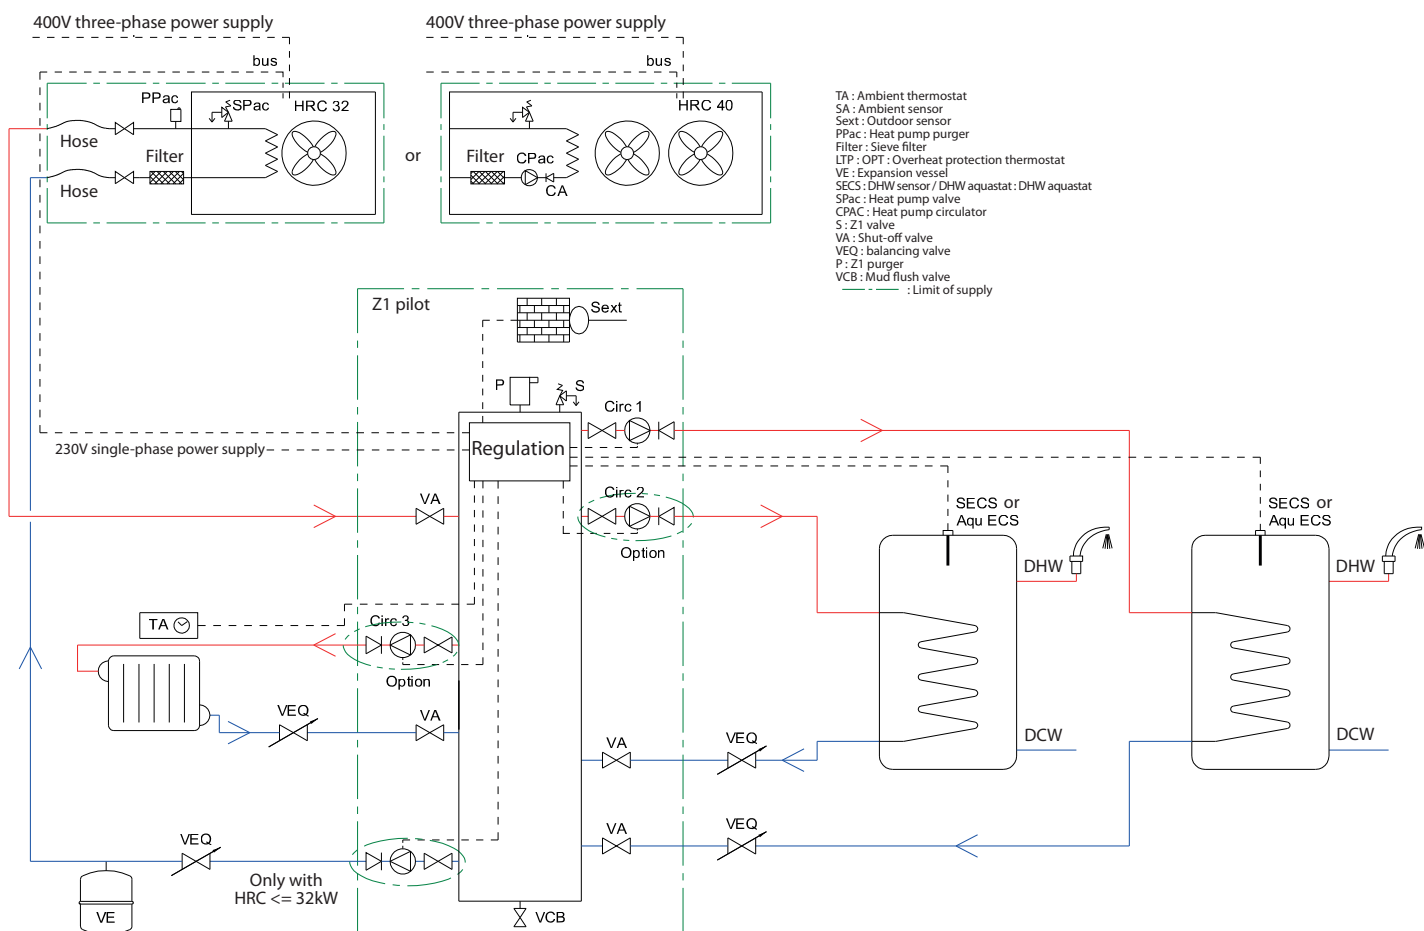 400V three-phase power supply
400V three-phase power supply
bus
bus
PPac
SPac
HRC 32
HRC 40
Hose
Filter
Hose
or
Filter
CPac
CA
TA : Ambient thermostat
SA : Ambient sensor
Sext : Outdoor sensor
PPac : Heat pump purger
Filter : Sieve filter
LTP : OPT : Overheat protection thermostat
VE : Expansion vessel
SECS : DHW sensor / DHW aquastat : DHW aquastat
SPac : Heat pump valve
CPAC : Heat pump circulator
S : Z1 valve
VA : Shut-off valve
VEQ : balancing valve
P : Z1 purger
VCB : Mud flush valve
: Limit of supply
Z1 pilot
Sext
P
S
Circ 1
Regulation
230V single-phase power supply
VA
Circ 2
Option
SECS or
Aqu ECS
SECS or
Aqu ECS
DHW
DHW
TA
Circ 3
Option
VEQ
VA
VA
VEQ
DCW
DCW
VEQ
VA
VEQ
Only with
HRC <= 32kW
VE
VCB